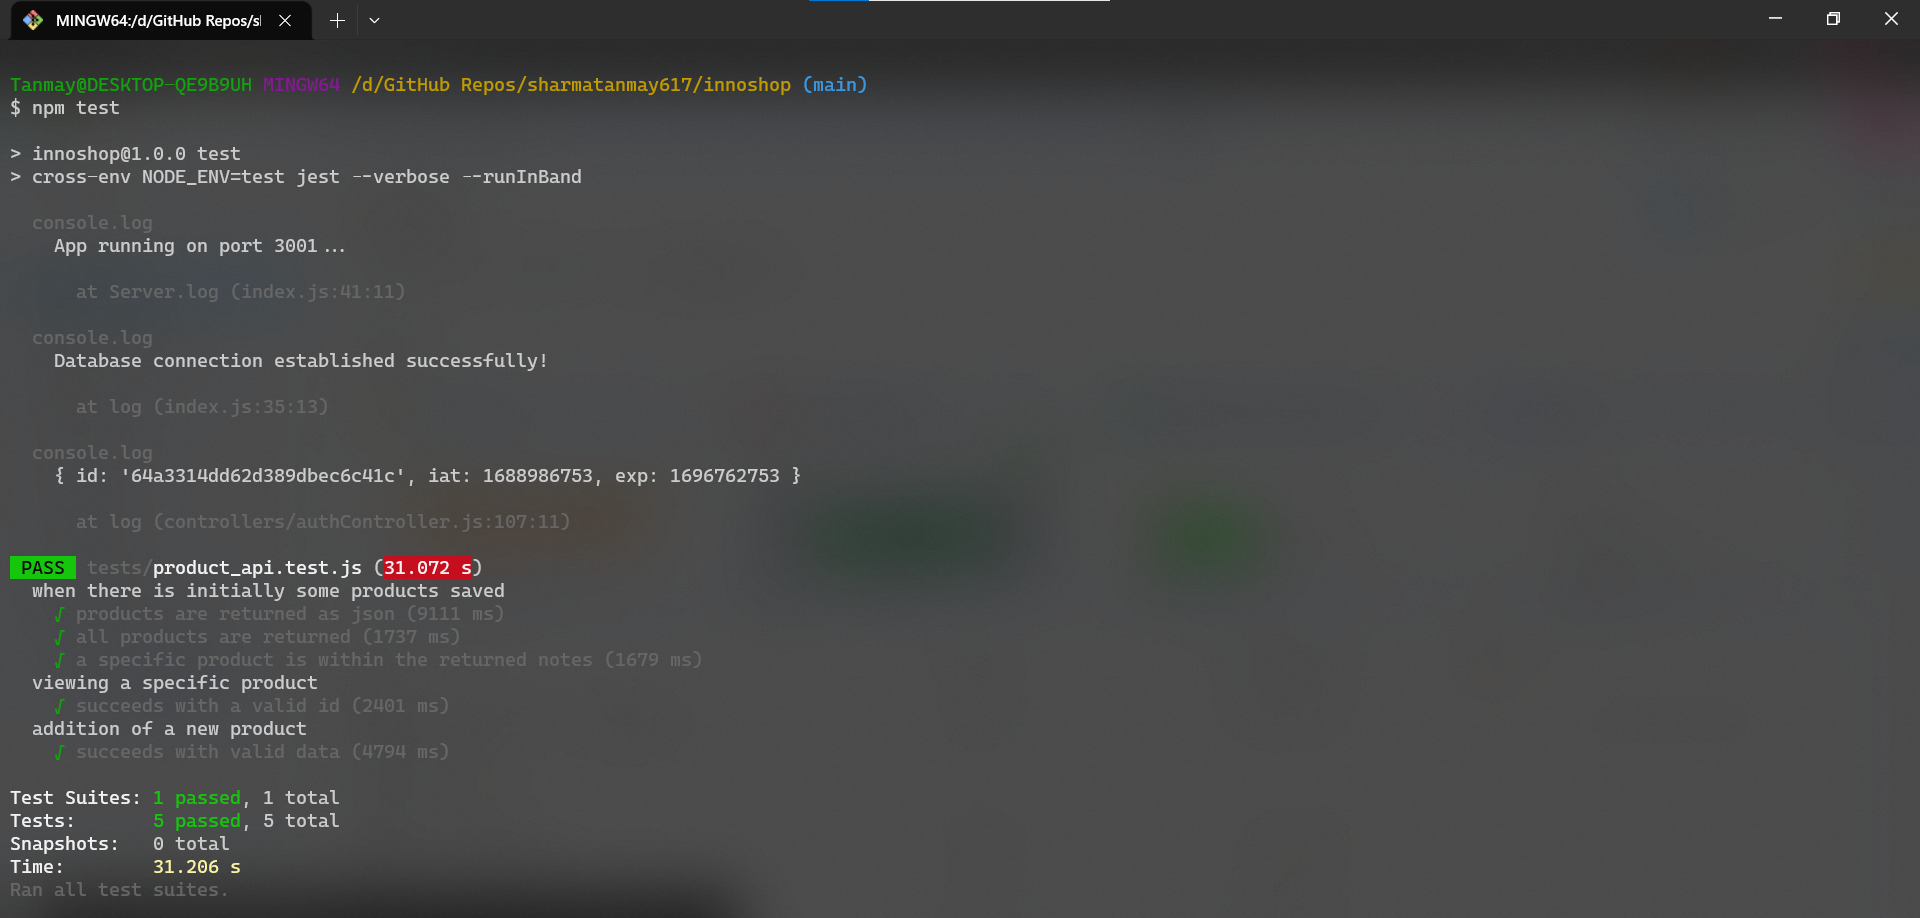 MINGW64:/d/GitHub Repos/sl
Tanmay@DESKTOP-QE9B9UH MINGW64 /d/GitHub Repos/sharmatanmay617/innoshop (main)
$ npm test
> innoshop@1.0.0 test
> cross-env NODE_ENV=test jest --verbose --runInBand
console.log
App running on port 3001...
at Server.log (index.js:41:11)
console.log
Database connection established successfully!
at log (index.js:35:13)
console.log
{ id: '64a3314dd62d389dbec6c41c', iat: 1688986753, exp: 1696762753 }
at log (controllers/authController.js:107:11)
PASS tests/product_api.test.js (31.072 s)
when there is initially some products saved
√ products are returned as json (9111 ms)
√ all products are returned (1737 ms)
√ a specific product is within the returned notes (1679 ms)
viewing a specific product
√ succeeds with a valid id (2401 ms)
addition of a new product
√ succeeds with valid data (4794 ms)
Test Suites: 1 passed, 1 total
Tests: 5 passed, 5 total
Snapshots: 0 total
Time: 31.206 s
Ran all test suites.